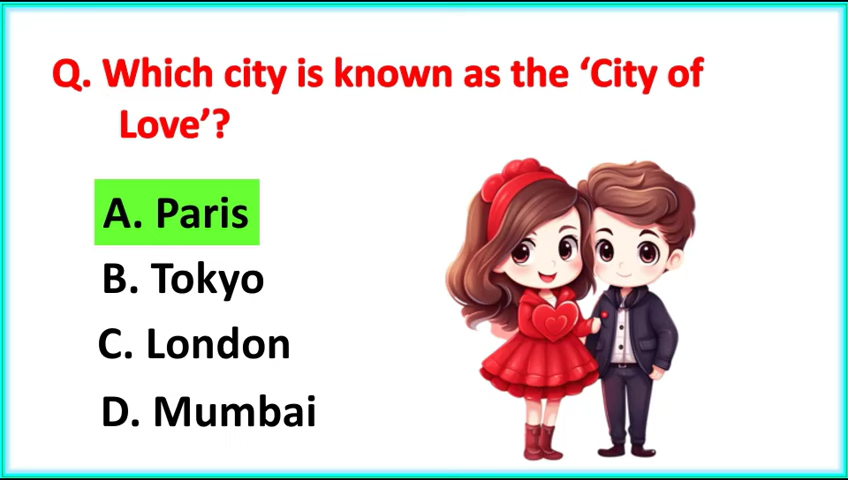 Q. Which city is known as the ‘City of
Love’?
A. Paris
B. Tokyo
C. London
D. Mumbai